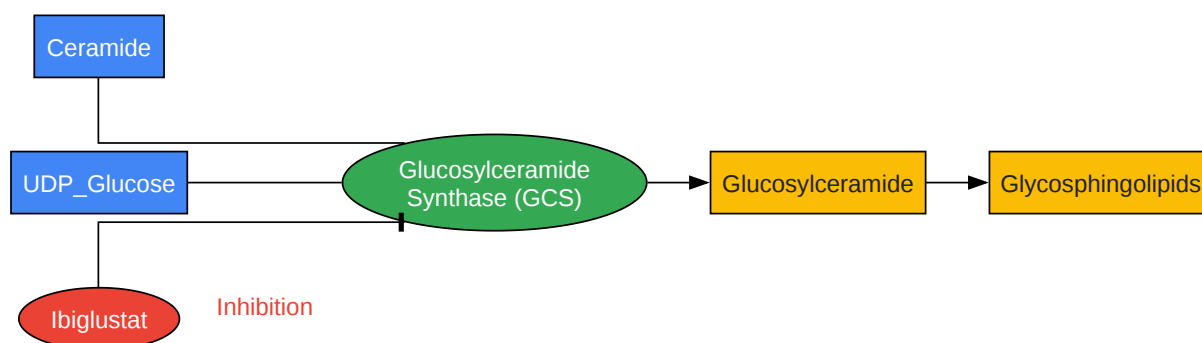 Ceramide
UDP_Glucose
Glucosylceramide
Synthase (GCS)
Glucosylceramide
Glycosphingolipids
Ibiglustat
Inhibition